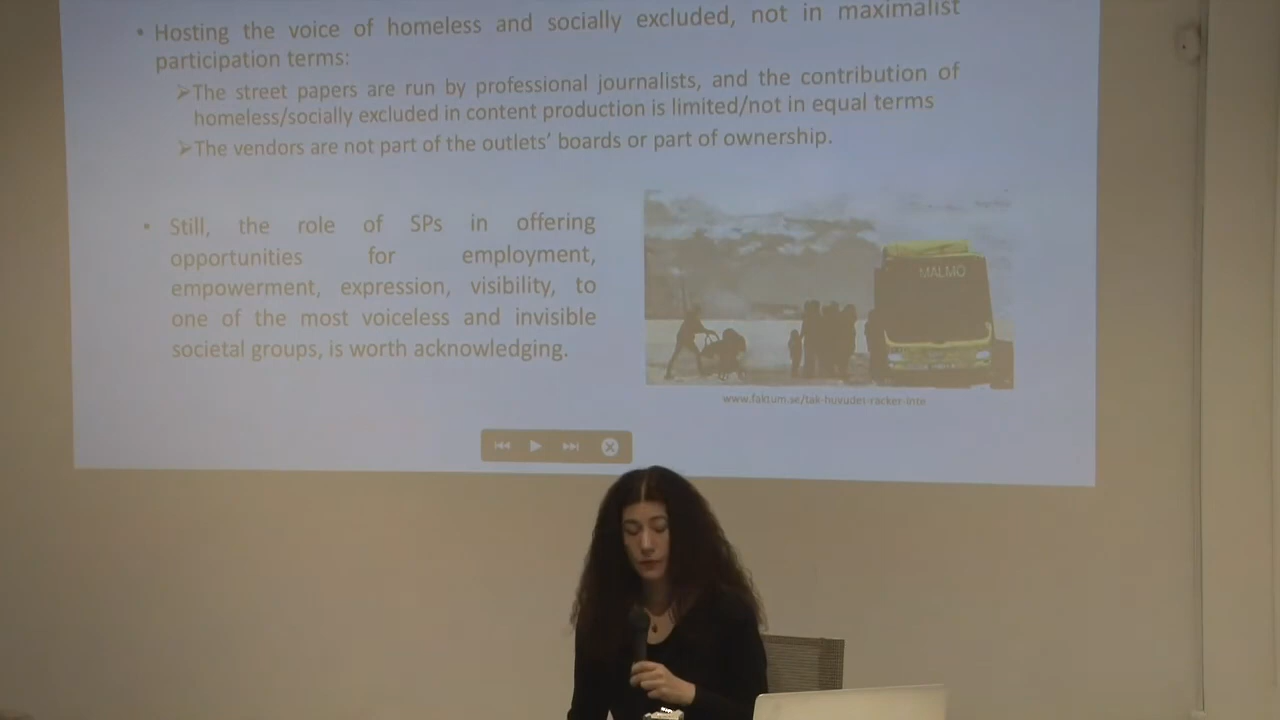 • Hosting the voice of homeless and socially excluded, not in maximalist
participation terms:
➢The street papers are run by professional journalists, and the contribution of
homeless/socially excluded in content production is limited/not in equal terms
➢The vendors are not part of the outlets' boards or part of ownership.
• Still, the role of SPs in offering
opportunities for employment,
empowerment, expression, visibility, to
one of the most voiceless and invisible
societal groups, is worth acknowledging.
MALMÖ
www.faktum.se/tak-huvudet-racker-inte